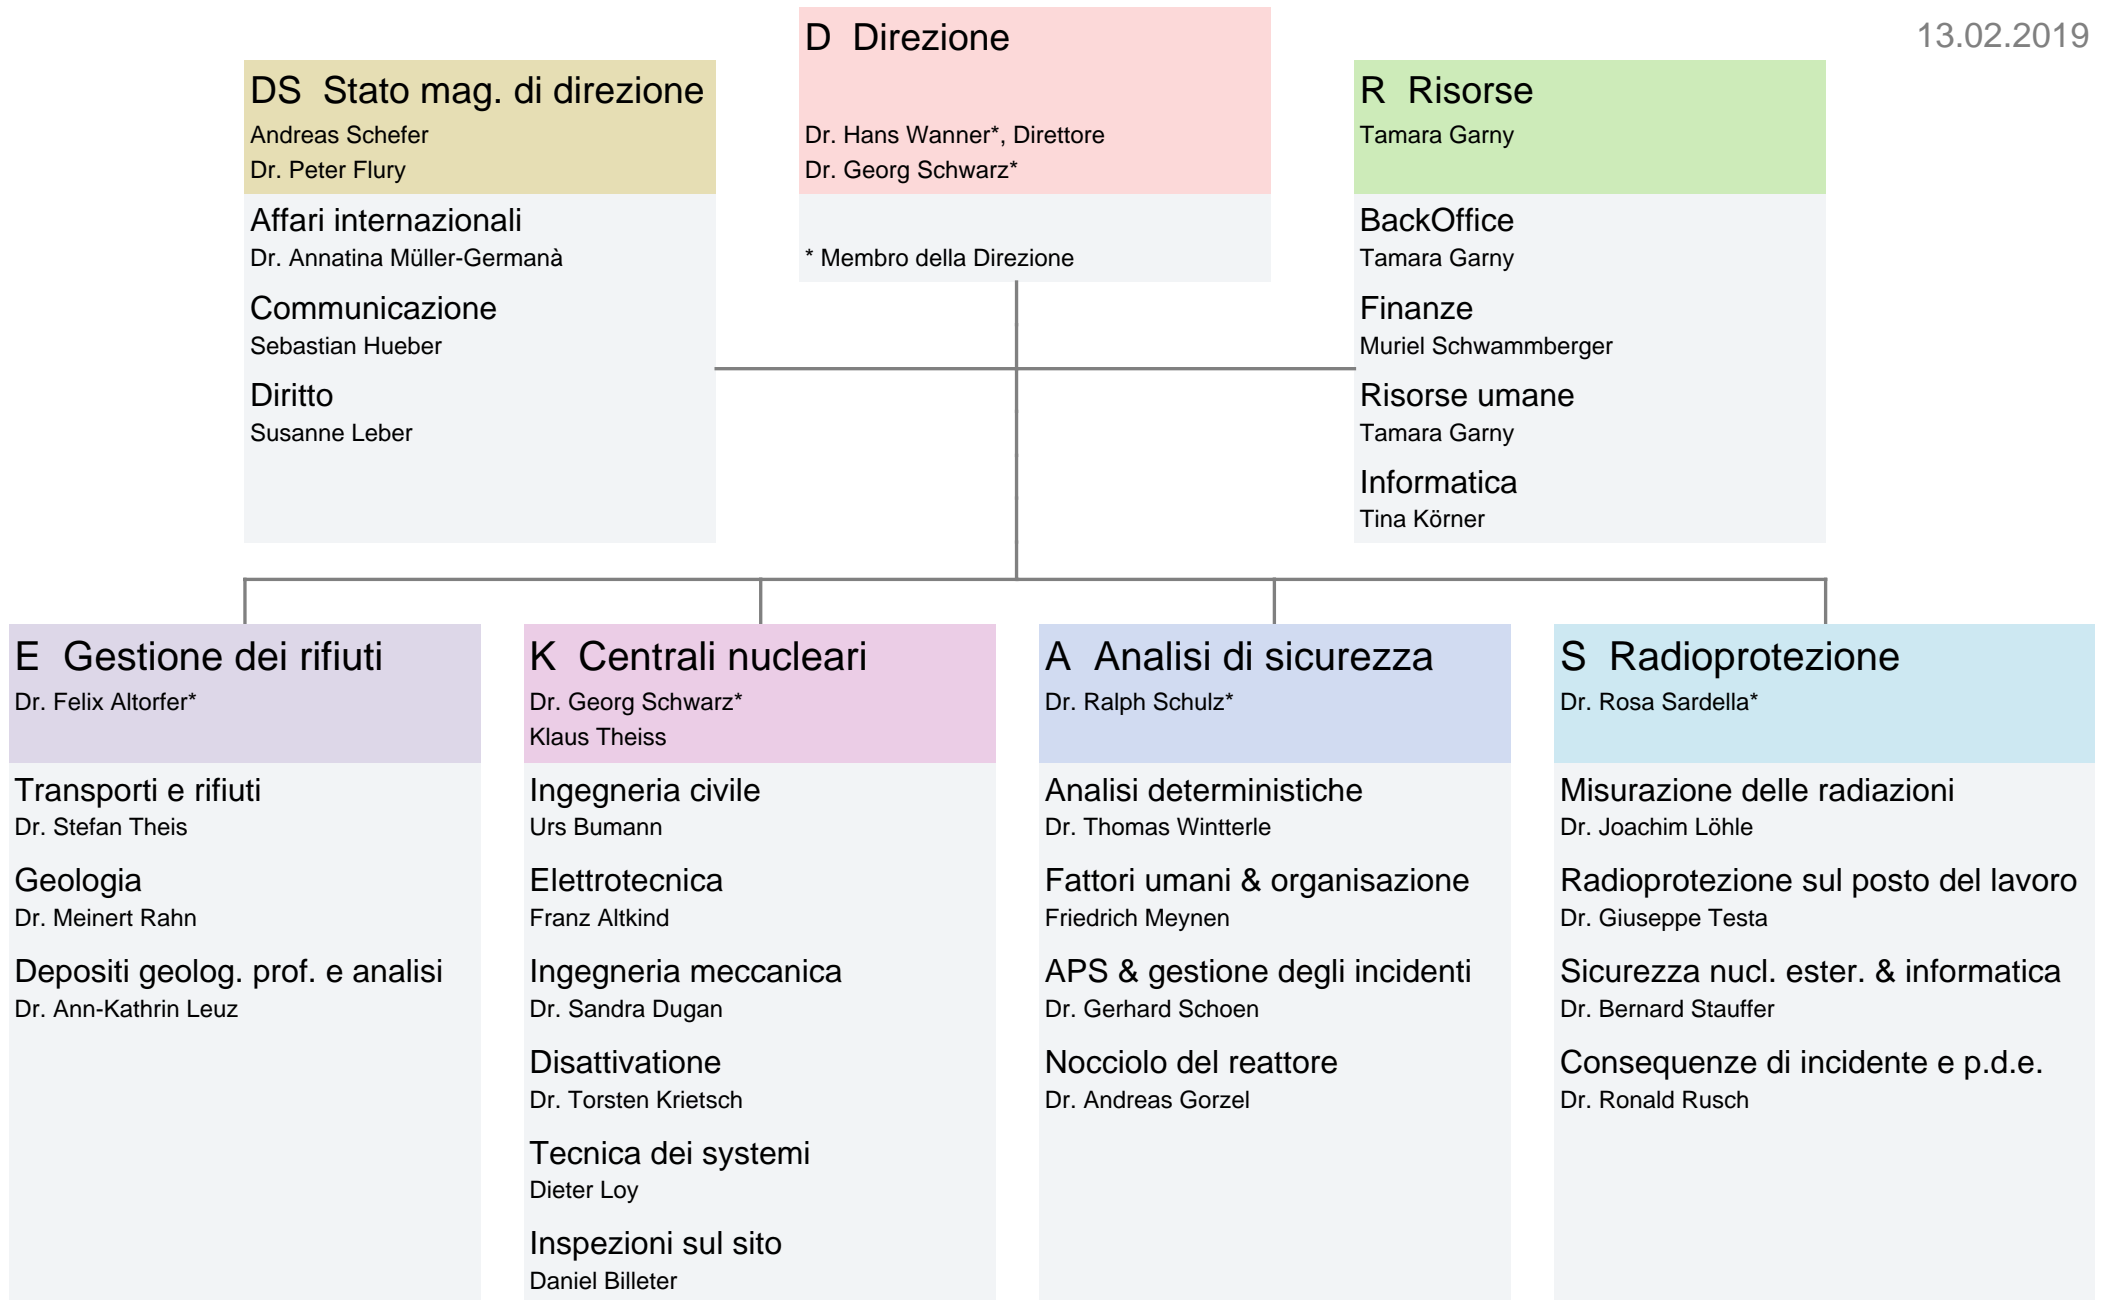 13.02.2019
D Direzione
Dr. Hans Wanner*, Direttore
Dr. Georg Schwarz*
* Membro della Direzione
DS Stato mag. di direzione
Andreas Schefer
Dr. Peter Flury
Affari internazionali
Dr. Annatina Müller-Germanà
Communicazione
Sebastian Hueber
Diritto
Susanne Leber
R Risorse
Tamara Garny
BackOffice
Tamara Garny
Finanze
Muriel Schwammberger
Risorse umane
Tamara Garny
Informatica
Tina Körner
E Gestione dei rifiuti
Dr. Felix Altorfer*
Transporti e rifiuti
Dr. Stefan Theis
Geologia
Dr. Meinert Rahn
Depositi geolog. prof. e analisi
Dr. Ann-Kathrin Leuz
K Centrali nucleari
Dr. Georg Schwarz*
Klaus Theiss
Ingegneria civile
Urs Bumann
Elettrotecnica
Franz Altkind
Ingegneria meccanica
Dr. Sandra Dugan
Disattivatione
Dr. Torsten Krietsch
Tecnica dei systemi
Dieter Loy
Inspezioni sul sito
Daniel Billeter
A Analisi di sicurezza
Dr. Ralph Schulz*
Analisi deterministiche
Dr. Thomas Wintterle
Fattori umani & organisazione
Friedrich Meynen
APS & gestione degli incidenti
Dr. Gerhard Schoen
Nocciolo del reattore
Dr. Andreas Gorzel
S Radioprotezione
Dr. Rosa Sardella*
Misurazione delle radiazioni
Dr. Joachim Löhle
Radioprotezione sul posto del lavoro
Dr. Giuseppe Testa
Sicurezza nucl. ester. & informatica
Dr. Bernard Stauffer
Consequenze di incidente e p.d.e.
Dr. Ronald Rusch